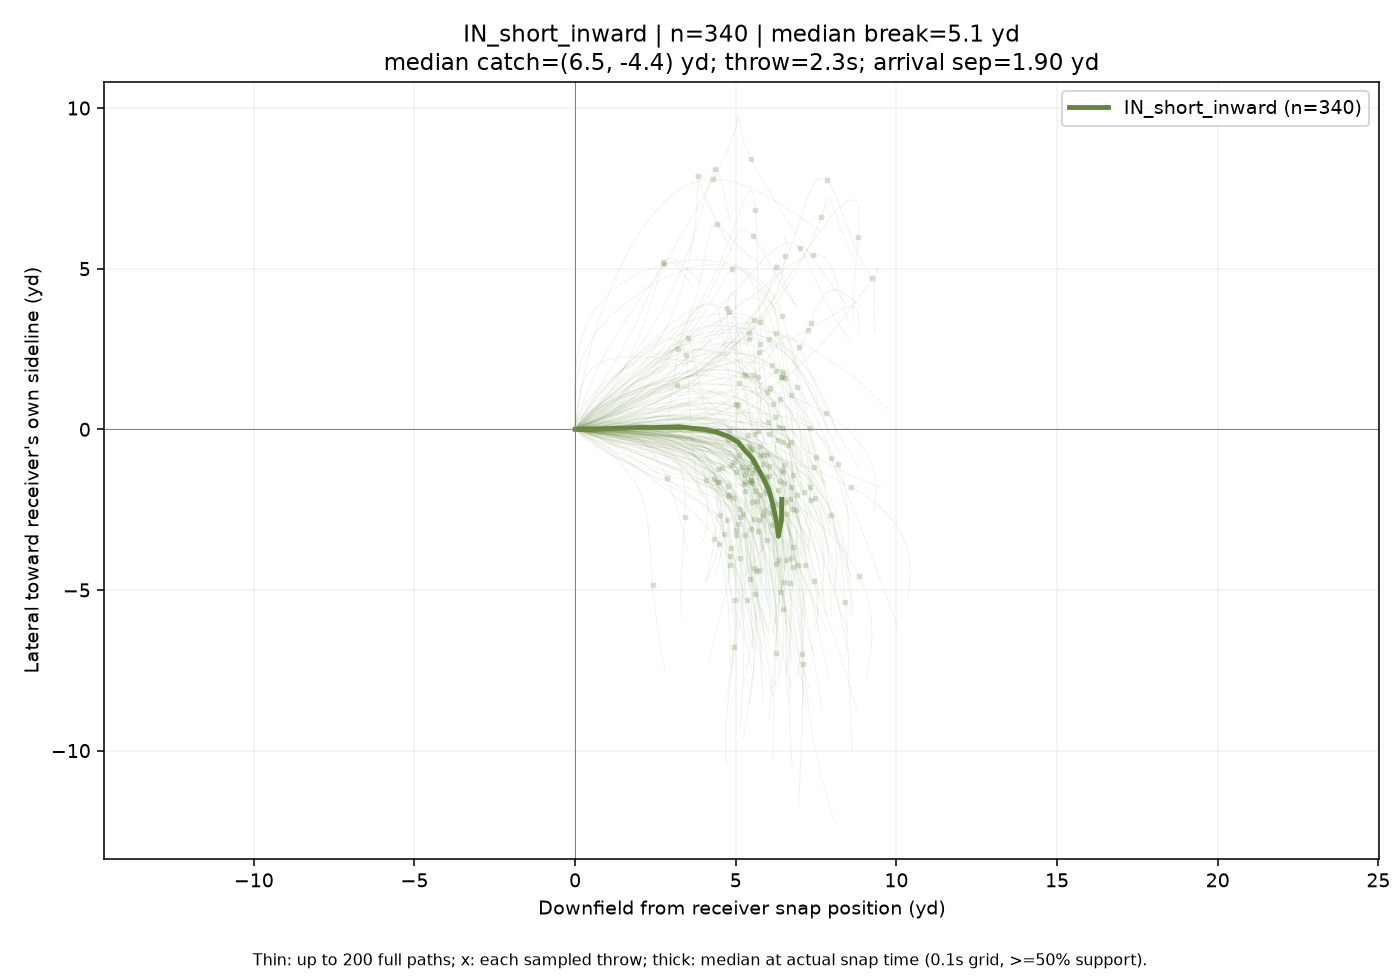 IN_short_inward | n=340 | median break=5.1 yd
median catch=(6.5, -4.4) yd; throw=2.3s; arrival sep=1.90 yd
IN_short_inward (n=340)
10
5
0
−5
−10
Lateral toward receiver's own sideline (yd)
−10
−5
0
5
10
15
20
25
Downfield from receiver snap position (yd)
Thin: up to 200 full paths; x: each sampled throw; thick: median at actual snap time (0.1s grid, >=50% support).